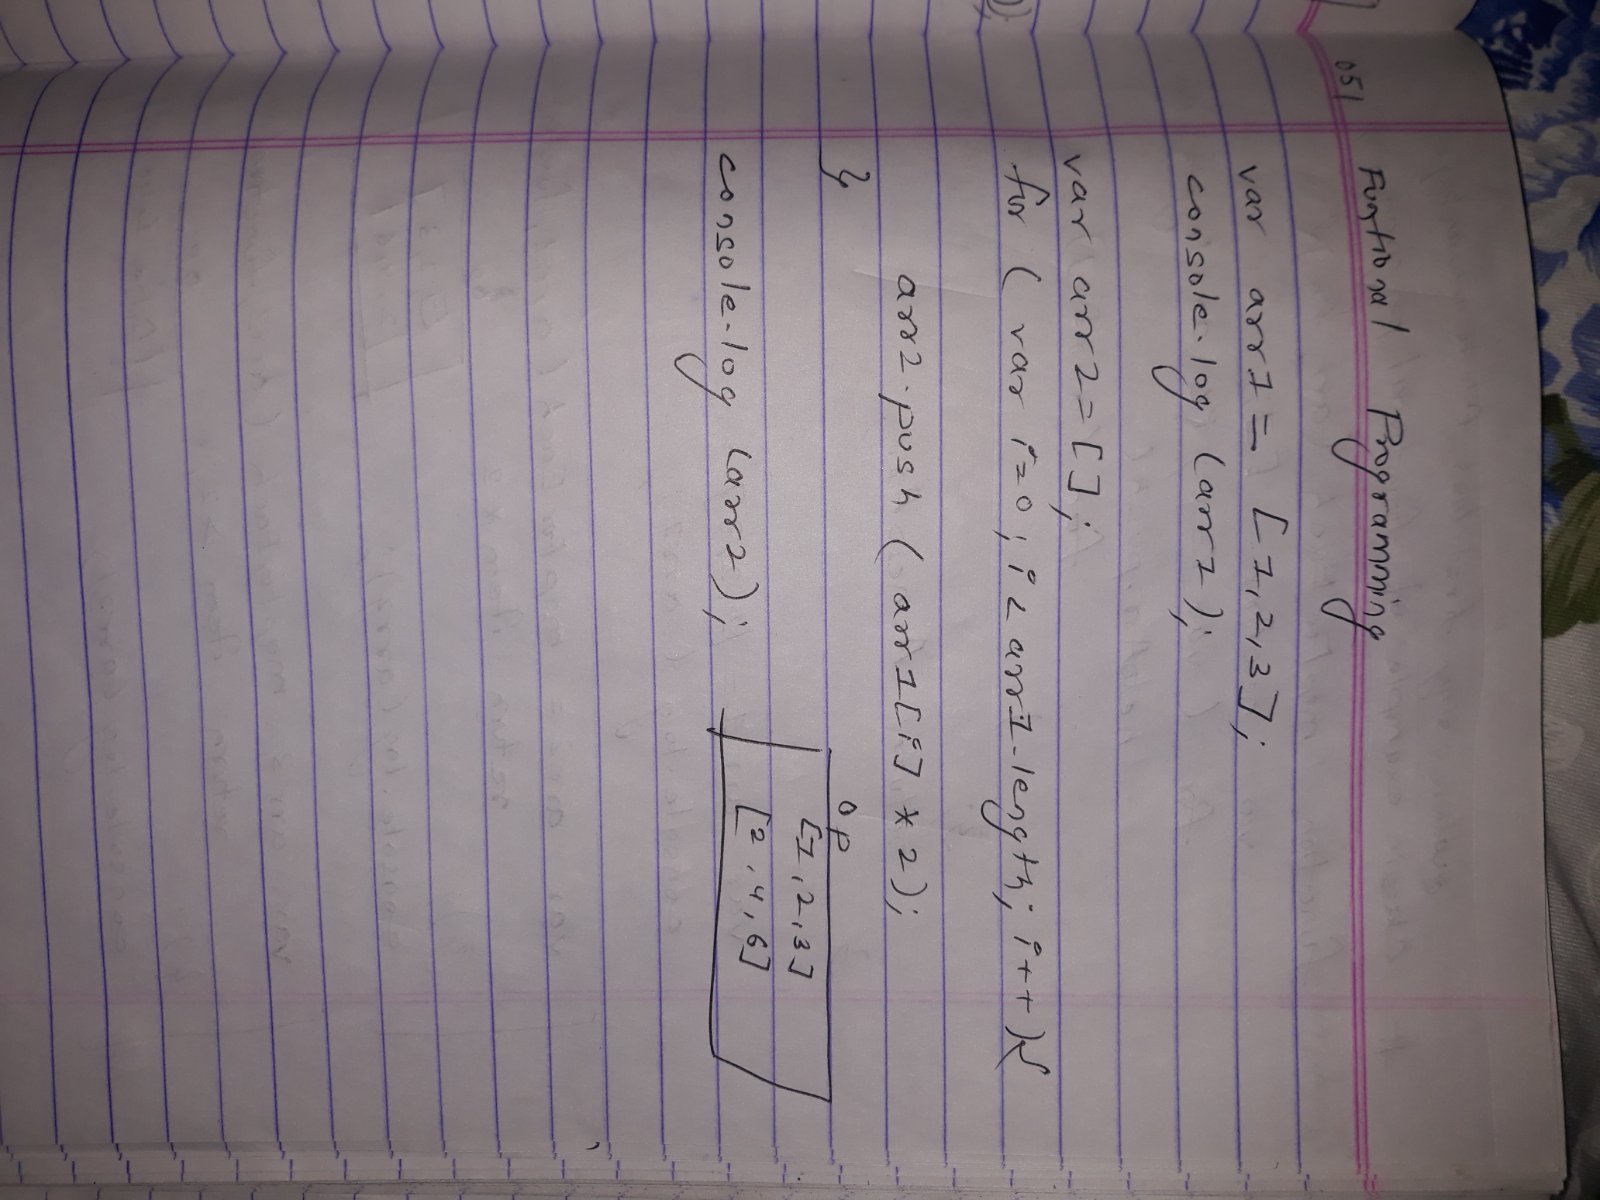 051 Funtional Programming
var arr1 = [1,2,3];
console.log (arr1);
var arr2=[];
for ( var i=0; i < arr1.length; i++ ){
arr2.push ( arr1[i] * 2);
}
OP
[1,2,3]
[2,4,6]
console.log (arr2);